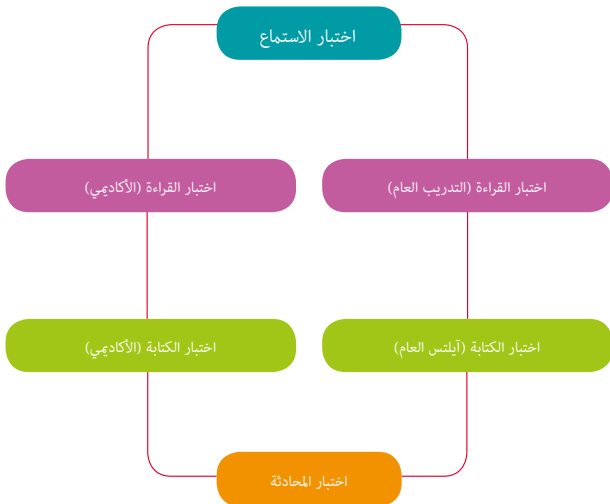 اختبار الاستماع
اختبار القراءة (التدريب العام)
اختبار القراءة (الأكاديمي)
اختبار الكتابة (آيلتس العام)
اختبار الكتابة (الأكاديمي)
اختبار المحادثة